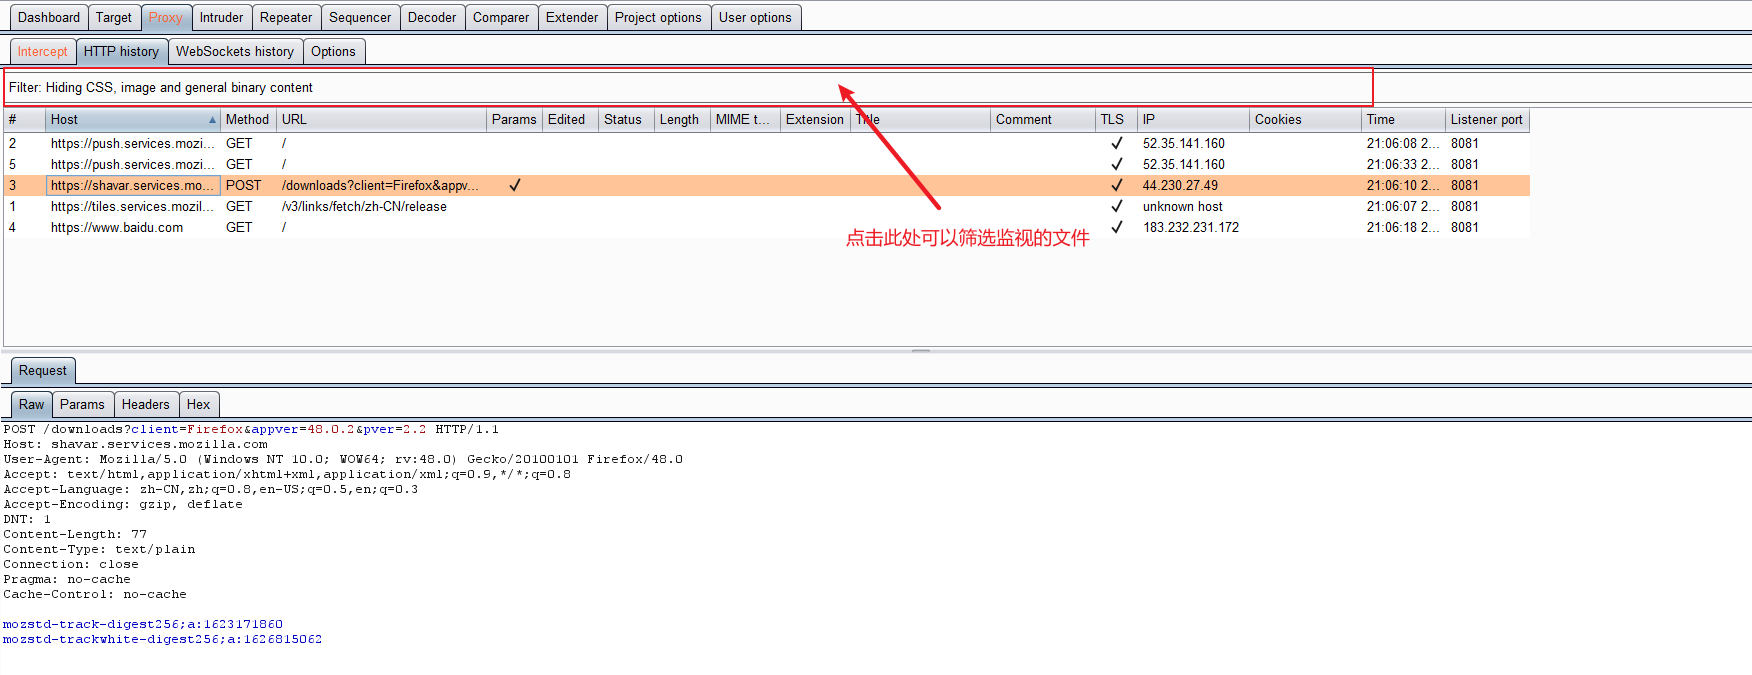 Dashboard Target Proxy Intruder Repeater Sequencer Decoder Comparer Extender Project options User options
Intercept HTTP history WebSockets history Options
Filter: Hiding CSS, image and general binary content
# Host URL Method Params Edited Status Length MIME t... Extension Title Comment TLS IP Cookies Time Listener port
2 https://push.services.mozi... GET / ✓ 52.35.141.160 21:06:08 2... 8081
5 https://push.services.mozi... GET / ✓ 52.35.141.160 21:06:33 2... 8081
3 https://shavar.services.mo... POST /downloads?client=Firefox&appv... ✓ ✓ 44.230.27.49 21:06:10 2... 8081
1 https://tiles.services.mozil... GET /v3/links/fetch/zh-CN/release ✓ unknown host 21:06:07 2... 8081
4 https://www.baidu.com GET / ✓ 183.232.231.172 21:06:18 2... 8081
点击此处可以筛选监视的文件
Request
Raw Params Headers Hex
POST /downloads?client=Firefox&appver=48.0.2&pver=2.2 HTTP/1.1
Host: shavar.services.mozilla.com
User-Agent: Mozilla/5.0 (Windows NT 10.0; WOW64; rv:48.0) Gecko/20100101 Firefox/48.0
Accept: text/html,application/xhtml+xml,application/xml;q=0.9,*/*;q=0.8
Accept-Language: zh-CN,zh;q=0.8,en-US;q=0.5,en;q=0.3
Accept-Encoding: gzip, deflate
DNT: 1
Content-Length: 77
Content-Type: text/plain
Connection: close
Pragma: no-cache
Cache-Control: no-cache
mozstd-track-digest256;a:1623171860
mozstd-trackwhite-digest256;a:1626815062